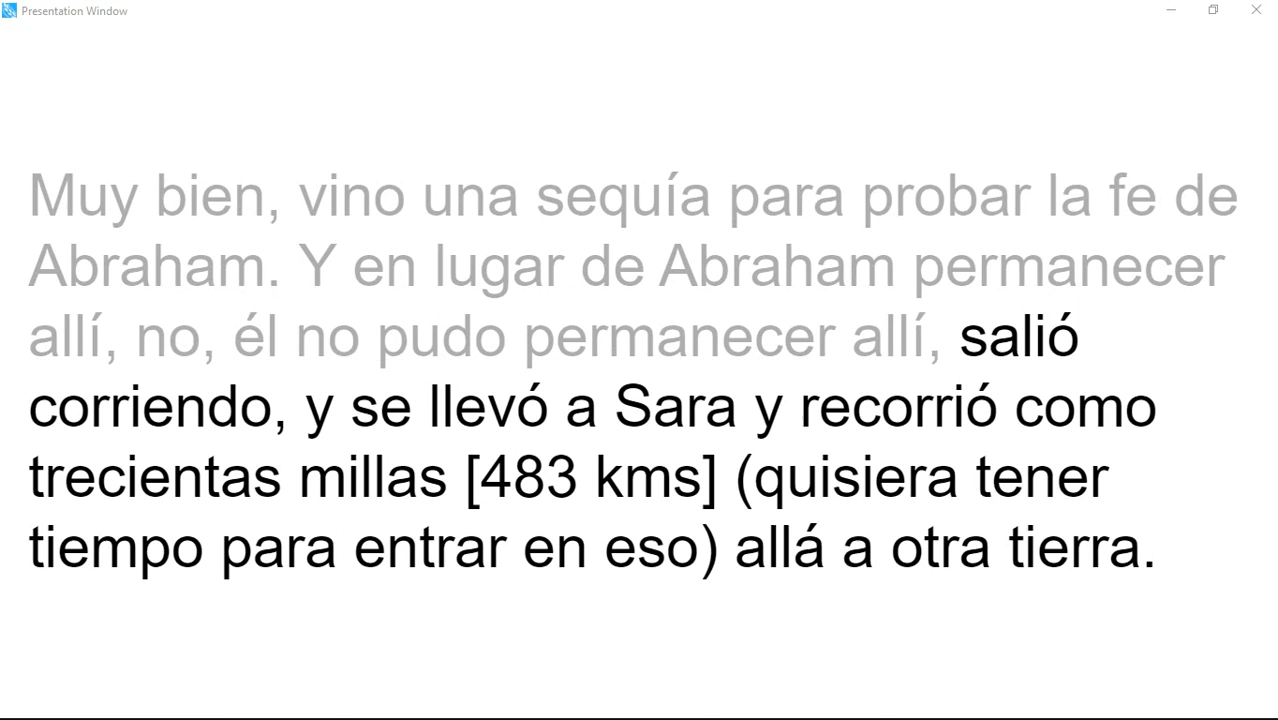 Presentation Window
Muy bien, vino una sequía para probar la fe de
Abraham. Y en lugar de Abraham permanecer
allí, no, él no pudo permanecer allí, salió
corriendo, y se llevó a Sara y recorrió como
trecientas millas [483 kms] (quisiera tener
tiempo para entrar en eso) allá a otra tierra.